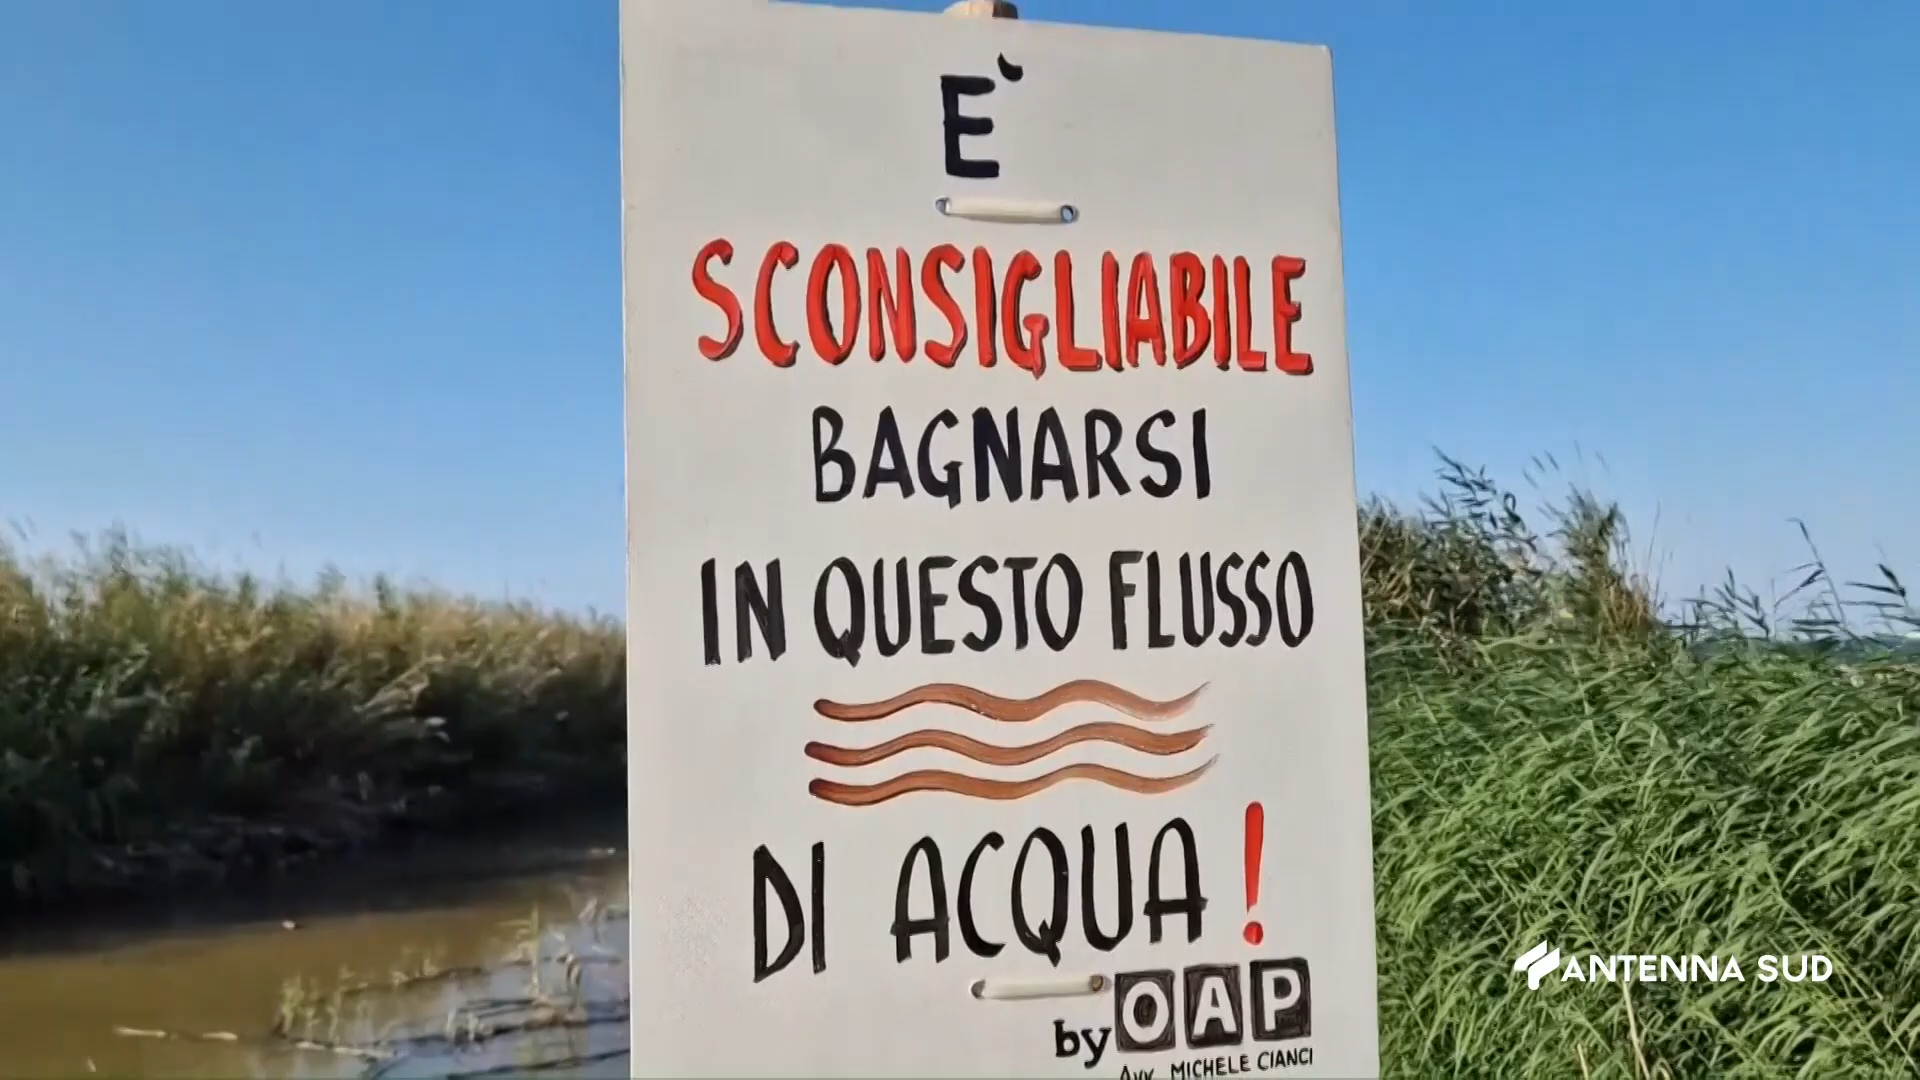 È
SCONSIGLIABILE
BAGNARSI
IN QUESTO FLUSSO
DI ACQUA!
by OAP
Avv. MICHELE CIANCI
ANTENNA SUD